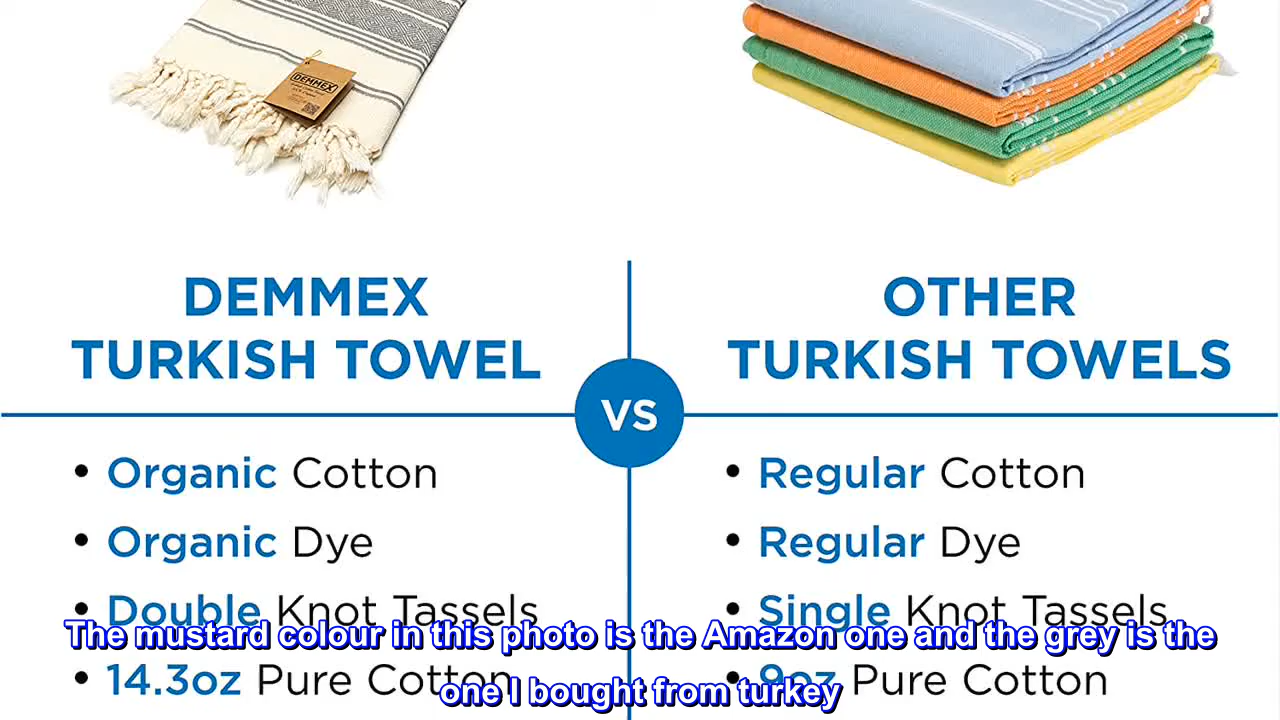 DEMMEX
DEMMEX
TURKISH TOWEL
OTHER
TURKISH TOWELS
VS
• Organic Cotton
• Organic Dye
• Double Knot Tassels
• 14.3oz Pure Cotton
• Regular Cotton
• Regular Dye
• Single Knot Tassels
• 9oz Pure Cotton
The mustard colour in this photo is the Amazon one and the grey is the
one I bought from turkey